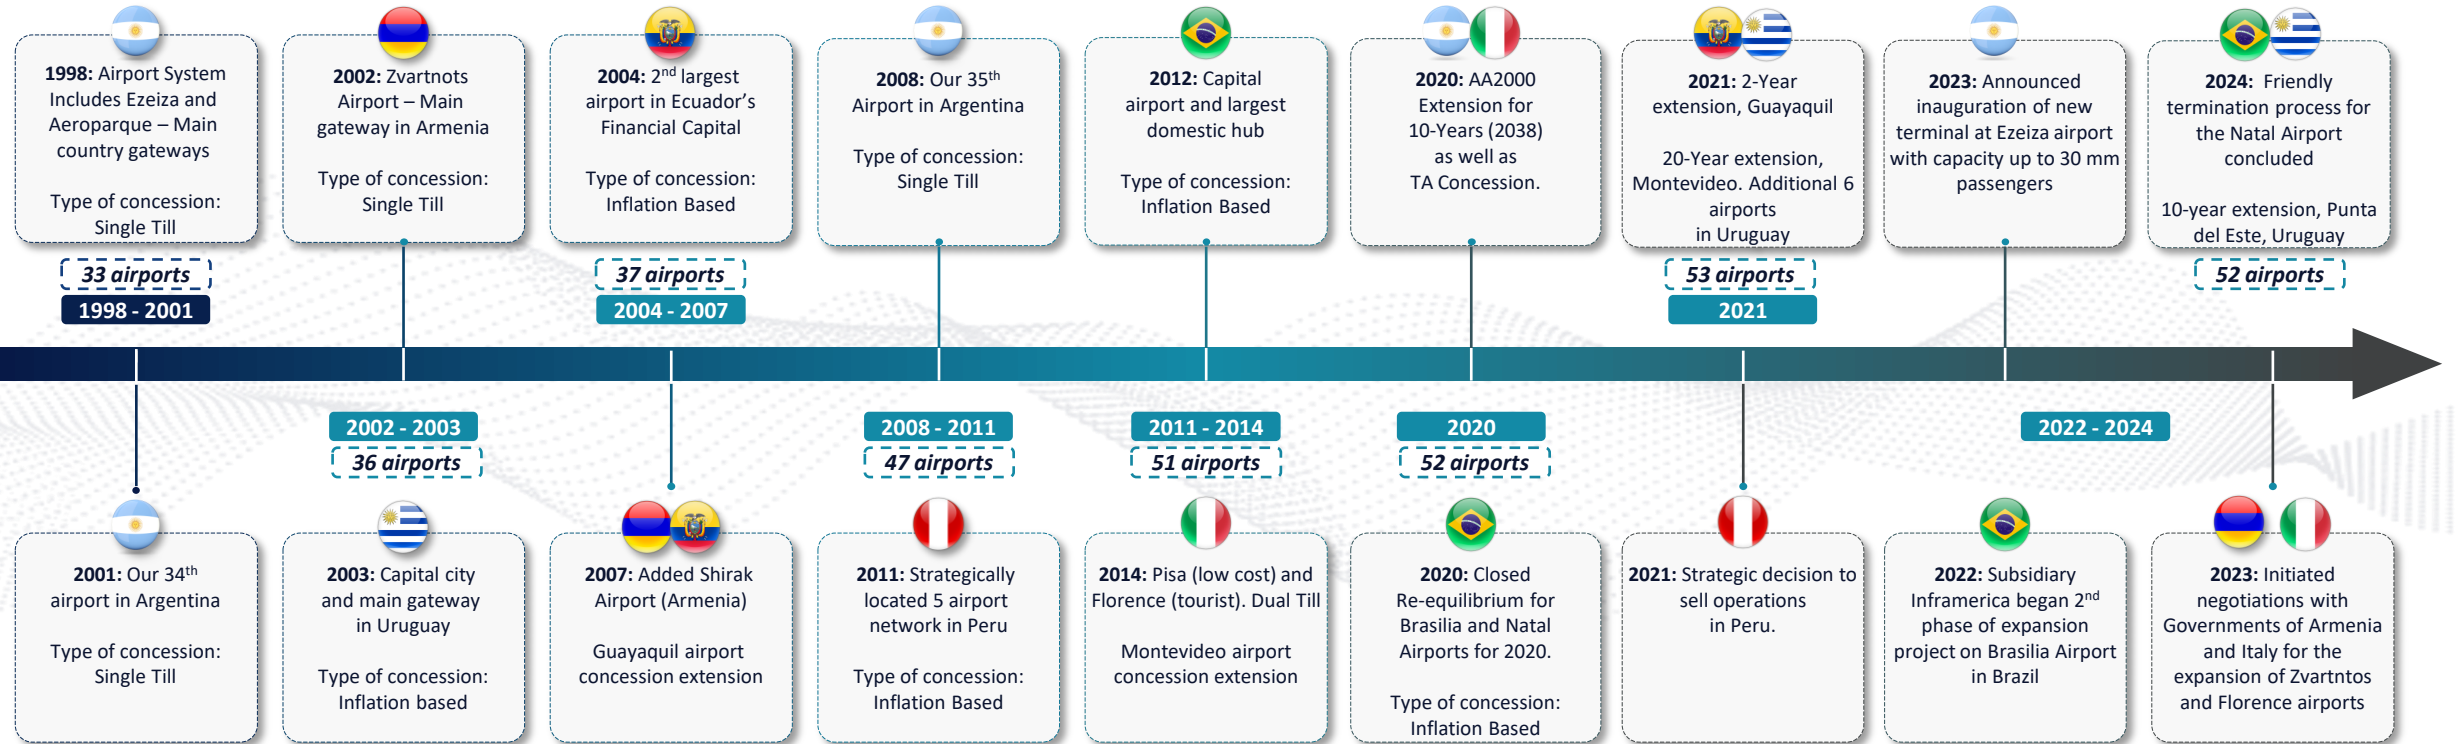 1998: Airport System
Includes Ezeiza and
Aeroparque – Main
country gateways
Type of concession:
Single Till
2002: Zvartnots
Airport – Main
gateway in Armenia
Type of concession:
Single Till
2004: 2nd largest
airport in Ecuador’s
Financial Capital
Type of concession:
Inflation Based
2008: Our 35th
Airport in Argentina
Type of concession:
Single Till
2012: Capital
airport and largest
domestic hub
Type of concession:
Inflation Based
2020: AA2000
Extension for
10-Years (2038)
as well as
TA Concession.
2021: 2-Year
extension, Guayaquil
20-Year extension,
Montevideo. Additional 6
airports
in Uruguay
2023: Announced
inauguration of new
terminal at Ezeiza airport
with capacity up to 30 mm
passengers
2024: Friendly
termination process for
the Natal Airport
concluded
10-year extension, Punta
del Este, Uruguay
33 airports
1998 - 2001
37 airports
2004 - 2007
53 airports
2021
52 airports
2002 - 2003
36 airports
2008 - 2011
47 airports
2011 - 2014
51 airports
2020
52 airports
2022 - 2024
2001: Our 34th
airport in Argentina
Type of concession:
Single Till
2003: Capital city
and main gateway
in Uruguay
Type of concession:
Inflation based
2007: Added Shirak
Airport (Armenia)
Guayaquil airport
concession extension
2011: Strategically
located 5 airport
network in Peru
Type of concession:
Inflation Based
2014: Pisa (low cost) and
Florence (tourist). Dual Till
Montevideo airport
concession extension
2020: Closed
Re-equilibrium for
Brasilia and Natal
Airports for 2020.
Type of concession:
Inflation Based
2021: Strategic decision to
sell operations
in Peru.
2022: Subsidiary
Inframerica began 2nd
phase of expansion
project on Brasilia Airport
in Brazil
2023: Initiated
negotiations with
Governments of Armenia
and Italy for the
expansion of Zvartntos
and Florence airports